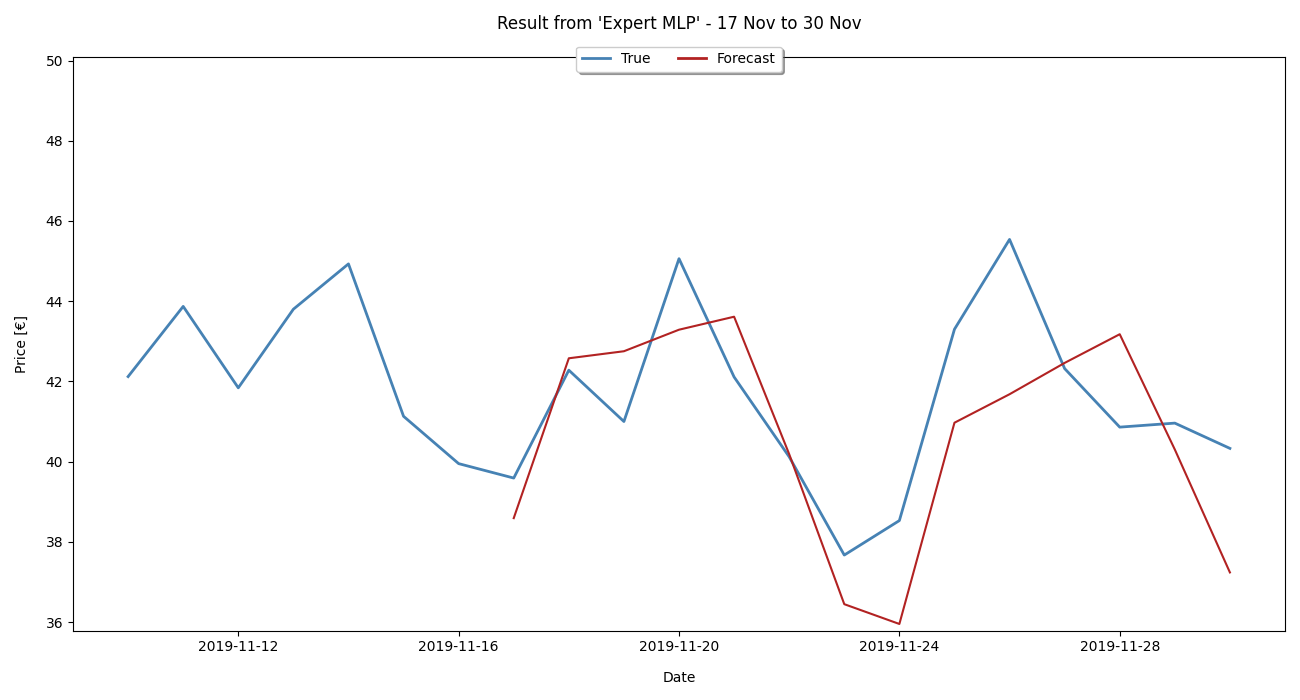 Result from 'Expert MLP' - 17 Nov to 30 Nov
True Forecast
50
48
46
44
42
40
38
36
Price [€]
2019-11-12 2019-11-16 2019-11-20 2019-11-24 2019-11-28
Date